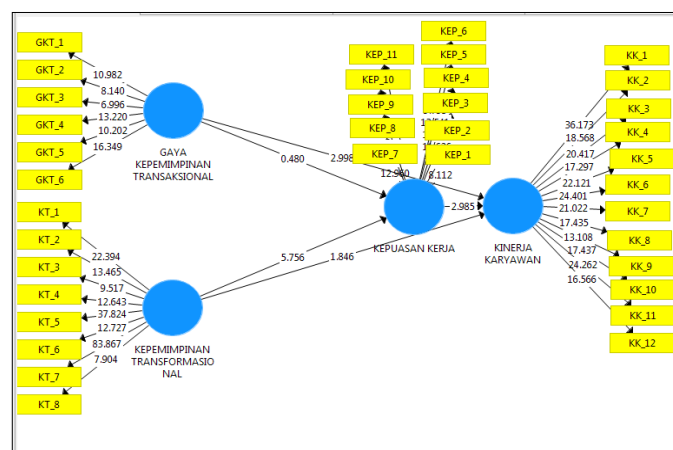 GKT_1
GKT_2
GKT_3
GKT_4
GKT_5
GKT_6
10.982
8.140
6.996
13.220
10.202
16.349
GAYA
KEPEMIMPINAN
TRANSAKSIONAL
KT_1
KT_2
KT_3
KT_4
KT_5
KT_6
KT_7
KT_8
22.394
13.465
9.517
12.643
37.824
12.727
83.867
7.904
KEPEMIMPINAN
TRANSFORMASIO
NAL
0.480
2.998
5.756
1.846
KEP_11
KEP_10
KEP_9
KEP_8
KEP_7
KEP_6
KEP_5
KEP_4
KEP_3
KEP_2
KEP_1
8.112
KEPUASAN KERJA
2.985
KINERJA
KARYAWAN
36.173
18.568
20.417
17.297
22.121
24.401
21.022
17.435
13.108
17.437
24.262
16.566
KK_1
KK_2
KK_3
KK_4
KK_5
KK_6
KK_7
KK_8
KK_9
KK_10
KK_11
KK_12